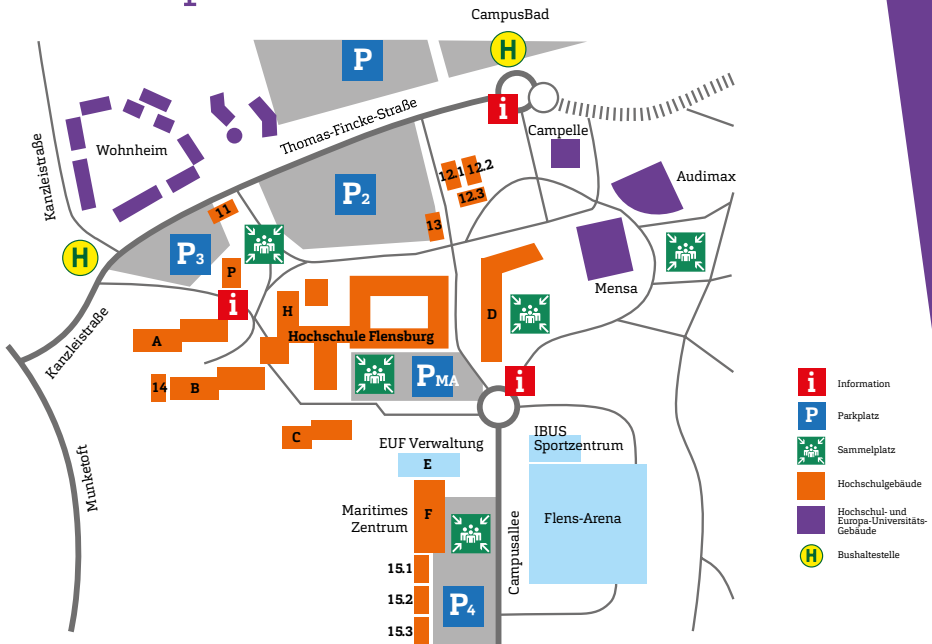 CampusBad
H
P
i
Thomas-Fincke-Straße
Kanzleistraße
Wohnheim
Campelle
12.1
12.2
12.3
Audimax
P2
11
13
P3
H
P
Mensa
i
H
D
A
Hochschule Flensburg
Kanzleistraße
PMA
i
14
B
C
IBUS
Sportzentrum
EUF Verwaltung
E
Munketoft
Maritimes
Zentrum
F
Flens-Arena
Campusallee
15.1
15.2
P4
15.3
i Information
P Parkplatz
Sammelplatz
Hochschulgebäude
Hochschul- und
Europa-Universitäts-
Gebäude
H Bushaltestelle